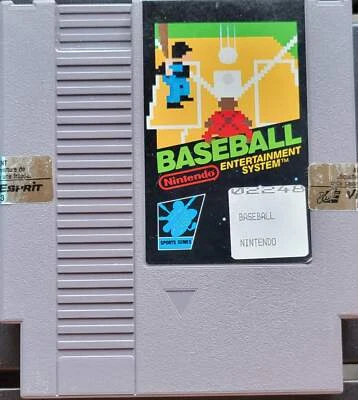 BASEBALL
Nintendo
ENTERTAINMENT
SYSTEM™
SPORTS SERIES
02248
BASEBALL
NINTENDO
ESPRIT